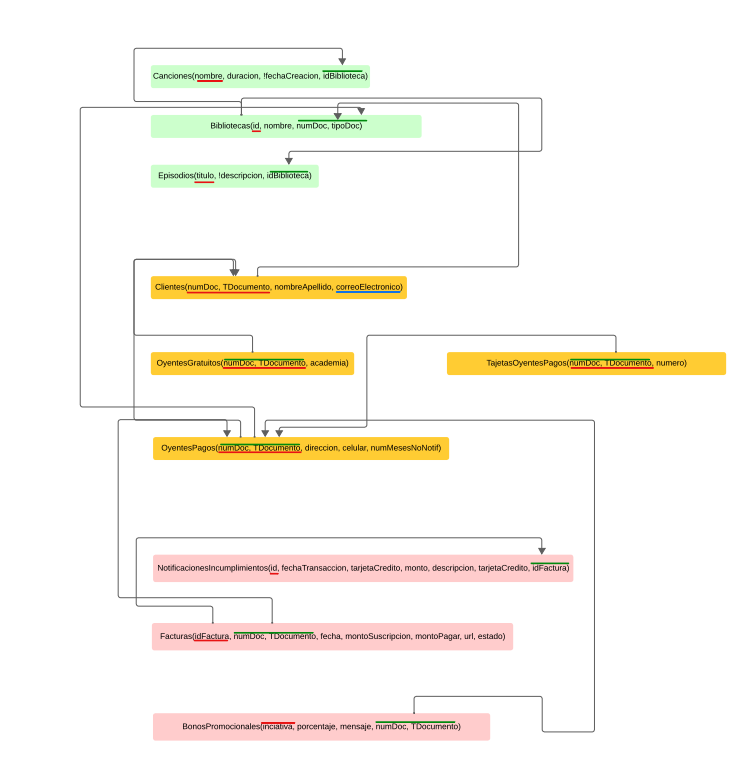 Canciones(nombre, duracion, !fechaCreacion, idBiblioteca)
Bibliotecas(id, nombre, numDoc, tipoDoc)
Episodios(titulo, !descripcion, idBiblioteca)
Clientes(numDoc, TDocumento, nombreApellido, correoElectronico)
OyentesGratuitos(numDoc, TDocumento, academia)
TajetasOyentesPagos(numDoc, TDocumento, numero)
OyentesPagos(numDoc, TDocumento, direccion, celular, numMesesNoNotif)
NotificacionesIncumplimientos(id, fechaTransaccion, tarjetaCredito, monto, descripcion, tarjetaCredito, idFactura)
Facturas(idFactura, numDoc, TDocumento, fecha, montoSuscripcion, montoPagar, url, estado)
BonosPromocionales(inciativa, porcentaje, mensaje, numDoc, TDocumento)